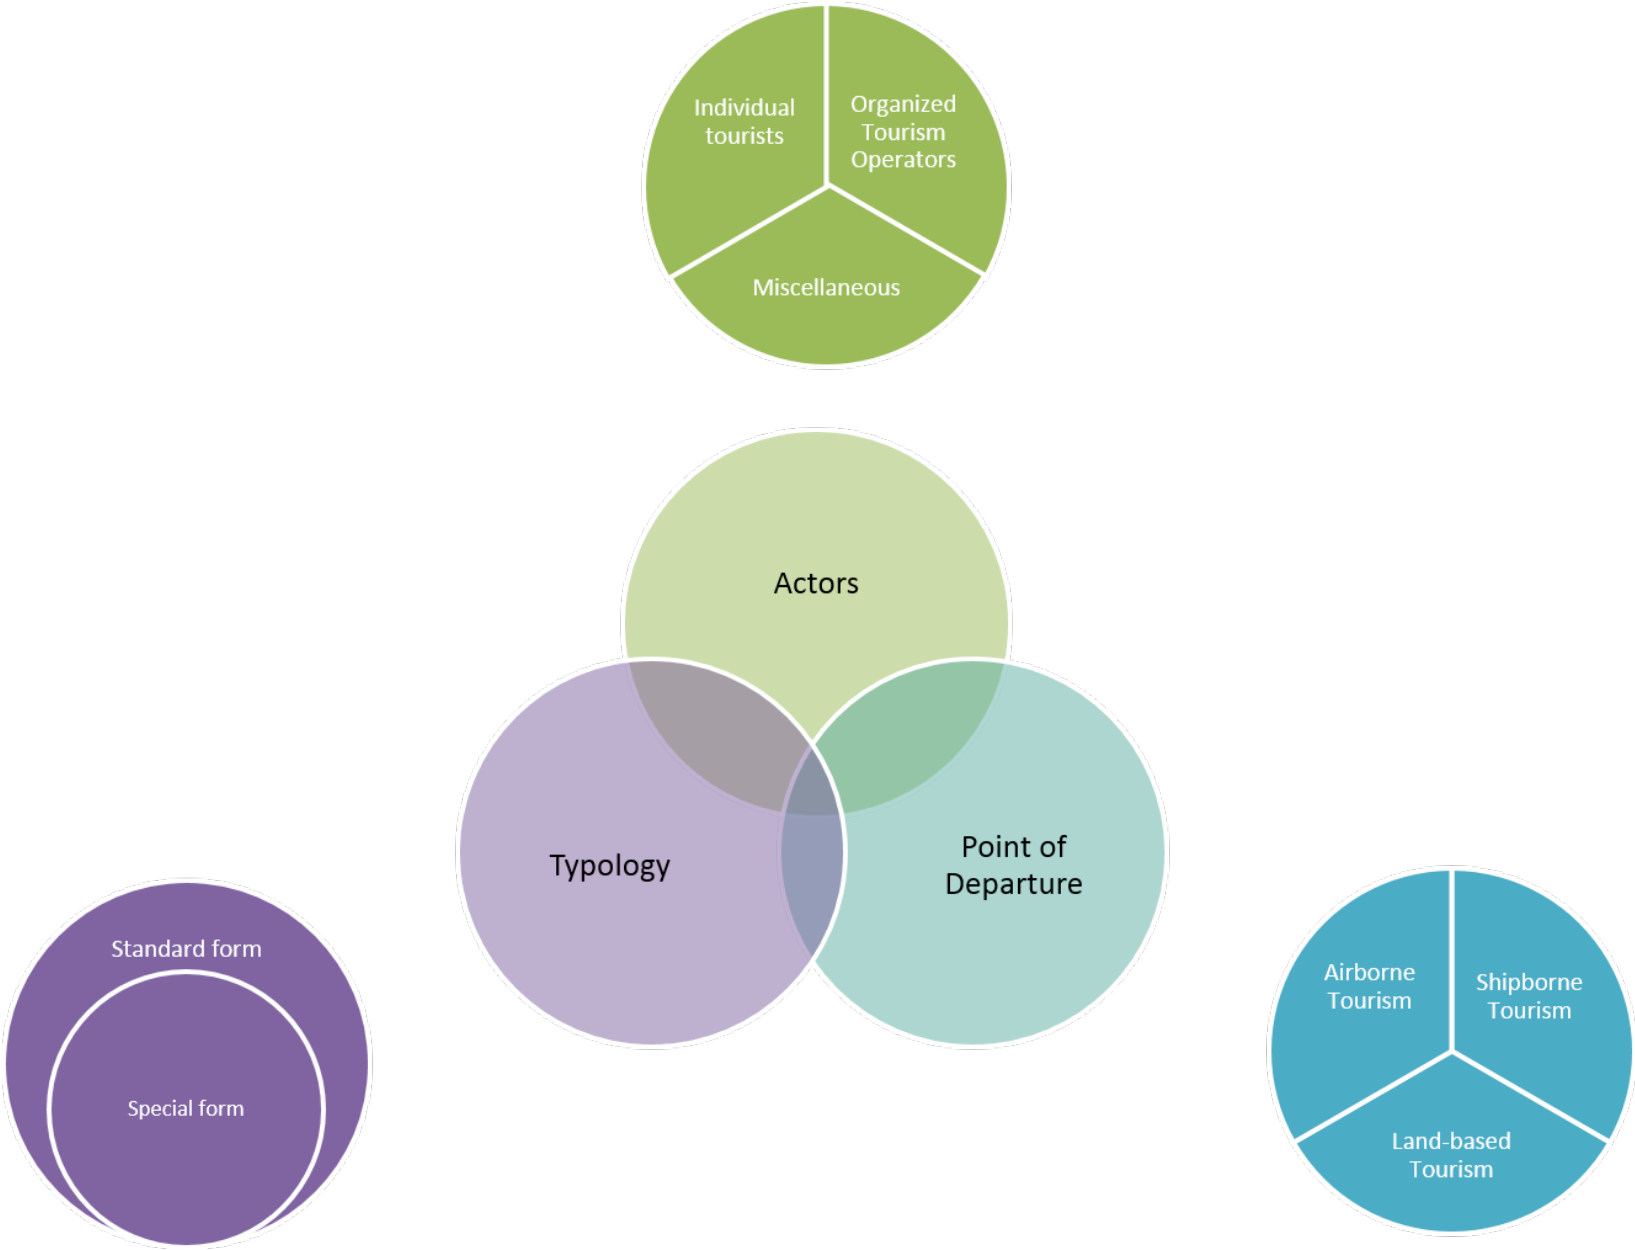 Individual
tourists
Organized
Tourism
Operators
Miscellaneous
Actors
Typology
Point of
Departure
Standard form
Special form
Airborne
Tourism
Shipborne
Tourism
Land-based
Tourism